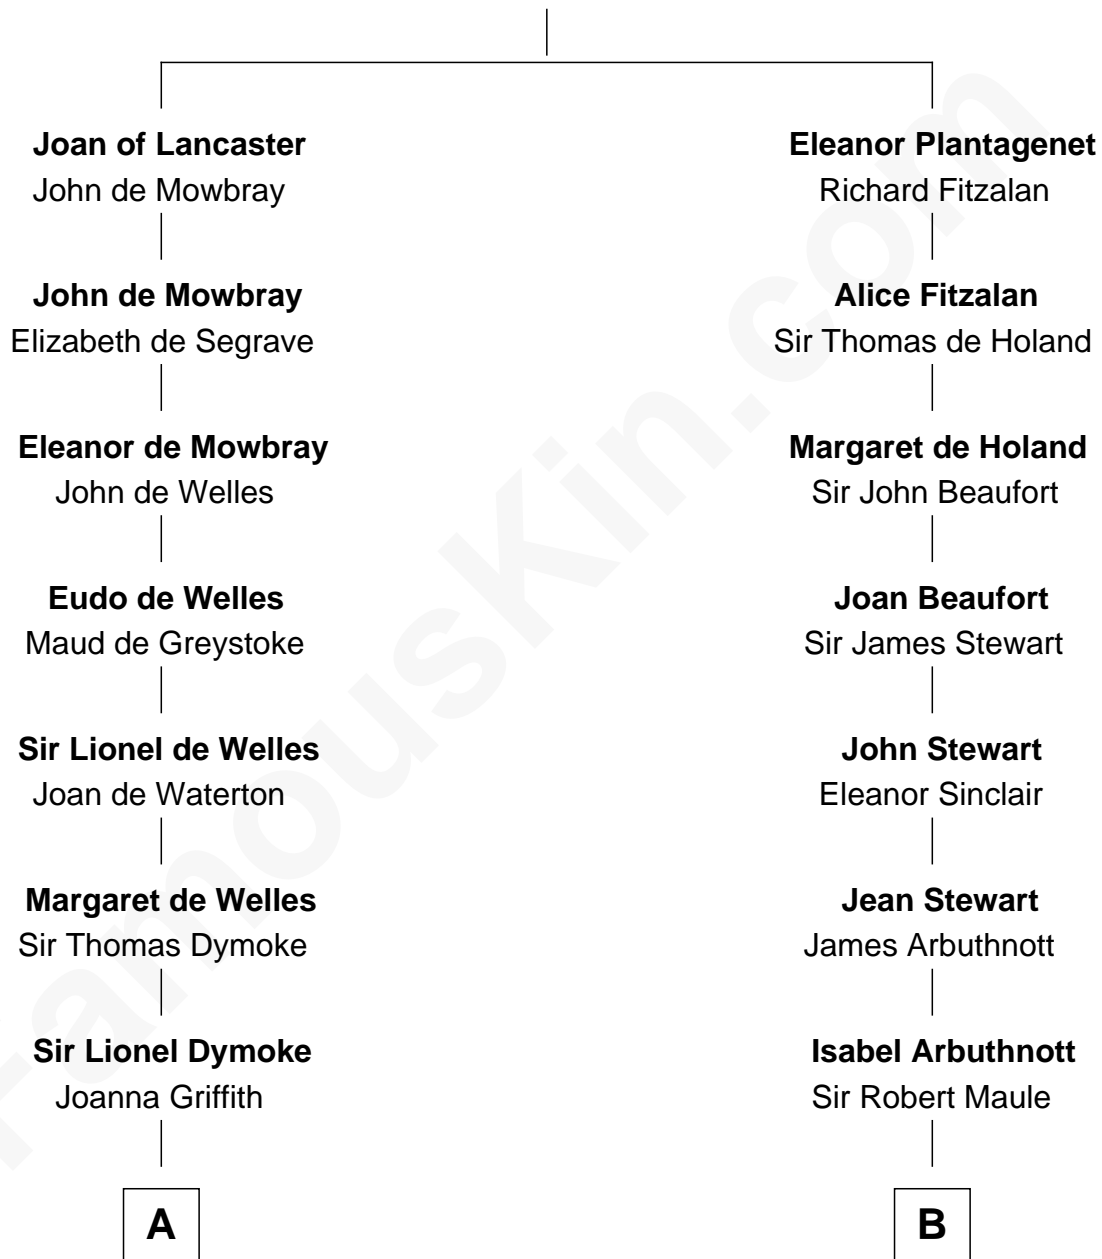 Joan of Lancaster
John de Mowbray
John de Mowbray
Elizabeth de Segrave
Eleanor de Mowbray
John de Welles
Eudo de Welles
Maud de Greystoke
Sir Lionel de Welles
Joan de Waterton
Margaret de Welles
Sir Thomas Dymoke
Sir Lionel Dymoke
Joanna Griffith
A
Eleanor Plantagenet
Richard Fitzalan
Alice Fitzalan
Sir Thomas de Holand
Margaret de Holand
Sir John Beaufort
Joan Beaufort
Sir James Stewart
John Stewart
Eleanor Sinclair
Jean Stewart
James Arbuthnott
Isabel Arbuthnott
Sir Robert Maule
B
FamousKin.com